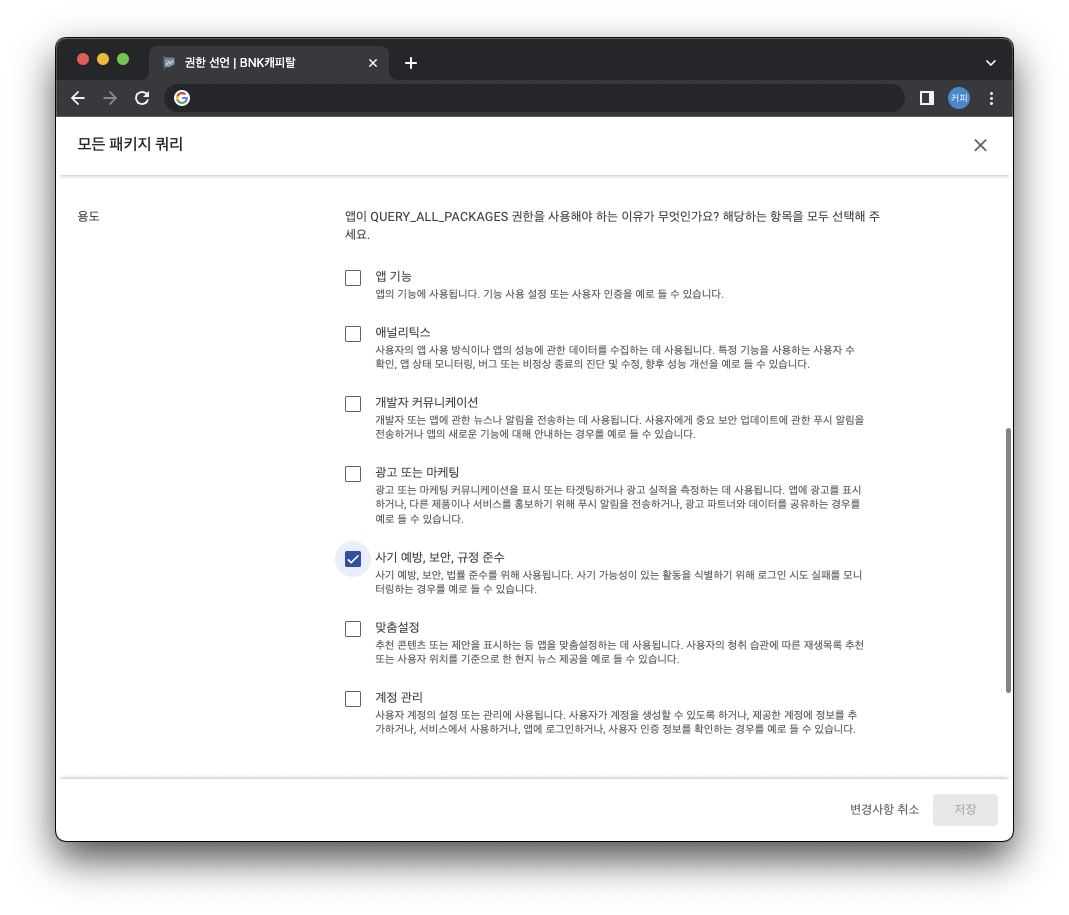 권한 선언 | BNK캐피탈
커피
모든 패키지 쿼리
용도
앱이 QUERY_ALL_PACKAGES 권한을 사용해야 하는 이유가 무엇인가요? 해당하는 항목을 모두 선택해 주
세요.
앱 기능
앱의 기능에 사용됩니다. 기능 사용 설정 또는 사용자 인증을 예로 들 수 있습니다.
애널리틱스
사용자의 앱 사용 방식이나 앱의 성능에 관한 데이터를 수집하는 데 사용됩니다. 특정 기능을 사용하는 사용자 수
확인, 앱 상태 모니터링, 버그 또는 비정상 종료의 진단 및 수정, 향후 성능 개선을 예로 들 수 있습니다.
개발자 커뮤니케이션
개발자 또는 앱에 관한 뉴스나 알림을 전송하는 데 사용됩니다. 사용자에게 중요 보안 업데이트에 관한 푸시 알림을
전송하거나 앱의 새로운 기능에 대해 안내하는 경우를 예로 들 수 있습니다.
광고 또는 마케팅
광고 또는 마케팅 커뮤니케이션을 표시 또는 타겟팅하거나 광고 실적을 측정하는 데 사용됩니다. 앱에 광고를 표시
하거나, 다른 제품이나 서비스를 홍보하기 위해 푸시 알림을 전송하거나, 광고 파트너와 데이터를 공유하는 경우를
예로 들 수 있습니다.
사기 예방, 보안, 규정 준수
사기 예방, 보안, 법률 준수를 위해 사용됩니다. 사기 가능성이 있는 활동을 식별하기 위해 로그인 시도 실패를 모니
터링하는 경우를 예로 들 수 있습니다.
맞춤설정
추천 콘텐츠 또는 제안을 표시하는 등 앱을 맞춤설정하는 데 사용됩니다. 사용자의 청취 습관에 따른 재생목록 추천
또는 사용자 위치를 기준으로 한 현지 뉴스 제공을 예로 들 수 있습니다.
계정 관리
사용자 계정의 설정 또는 관리에 사용됩니다. 사용자가 계정을 생성할 수 있도록 하거나, 제공한 계정에 정보를 추
가하거나, 서비스에서 사용하거나, 앱에 로그인하거나, 사용자 인증 정보를 확인하는 경우를 예로 들 수 있습니다.
변경사항 취소
저장